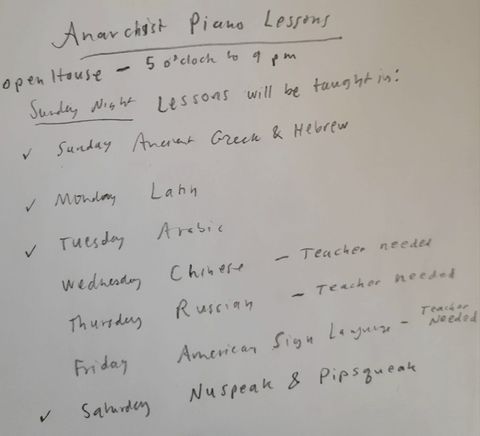 Anarchist Piano Lessons
open House - 5 o'clock to 9 pm
Sunday Night Lessons will be taught in:
✓ Sunday Ancient Greek & Hebrew
✓ Monday Latin
✓ Tuesday Arabic
Wednesday Chinese - Teacher needed
Thursday Russian - Teacher needed
Friday American Sign Language - Teacher Needed
✓ Saturday Nuspeak & Pipsqueak